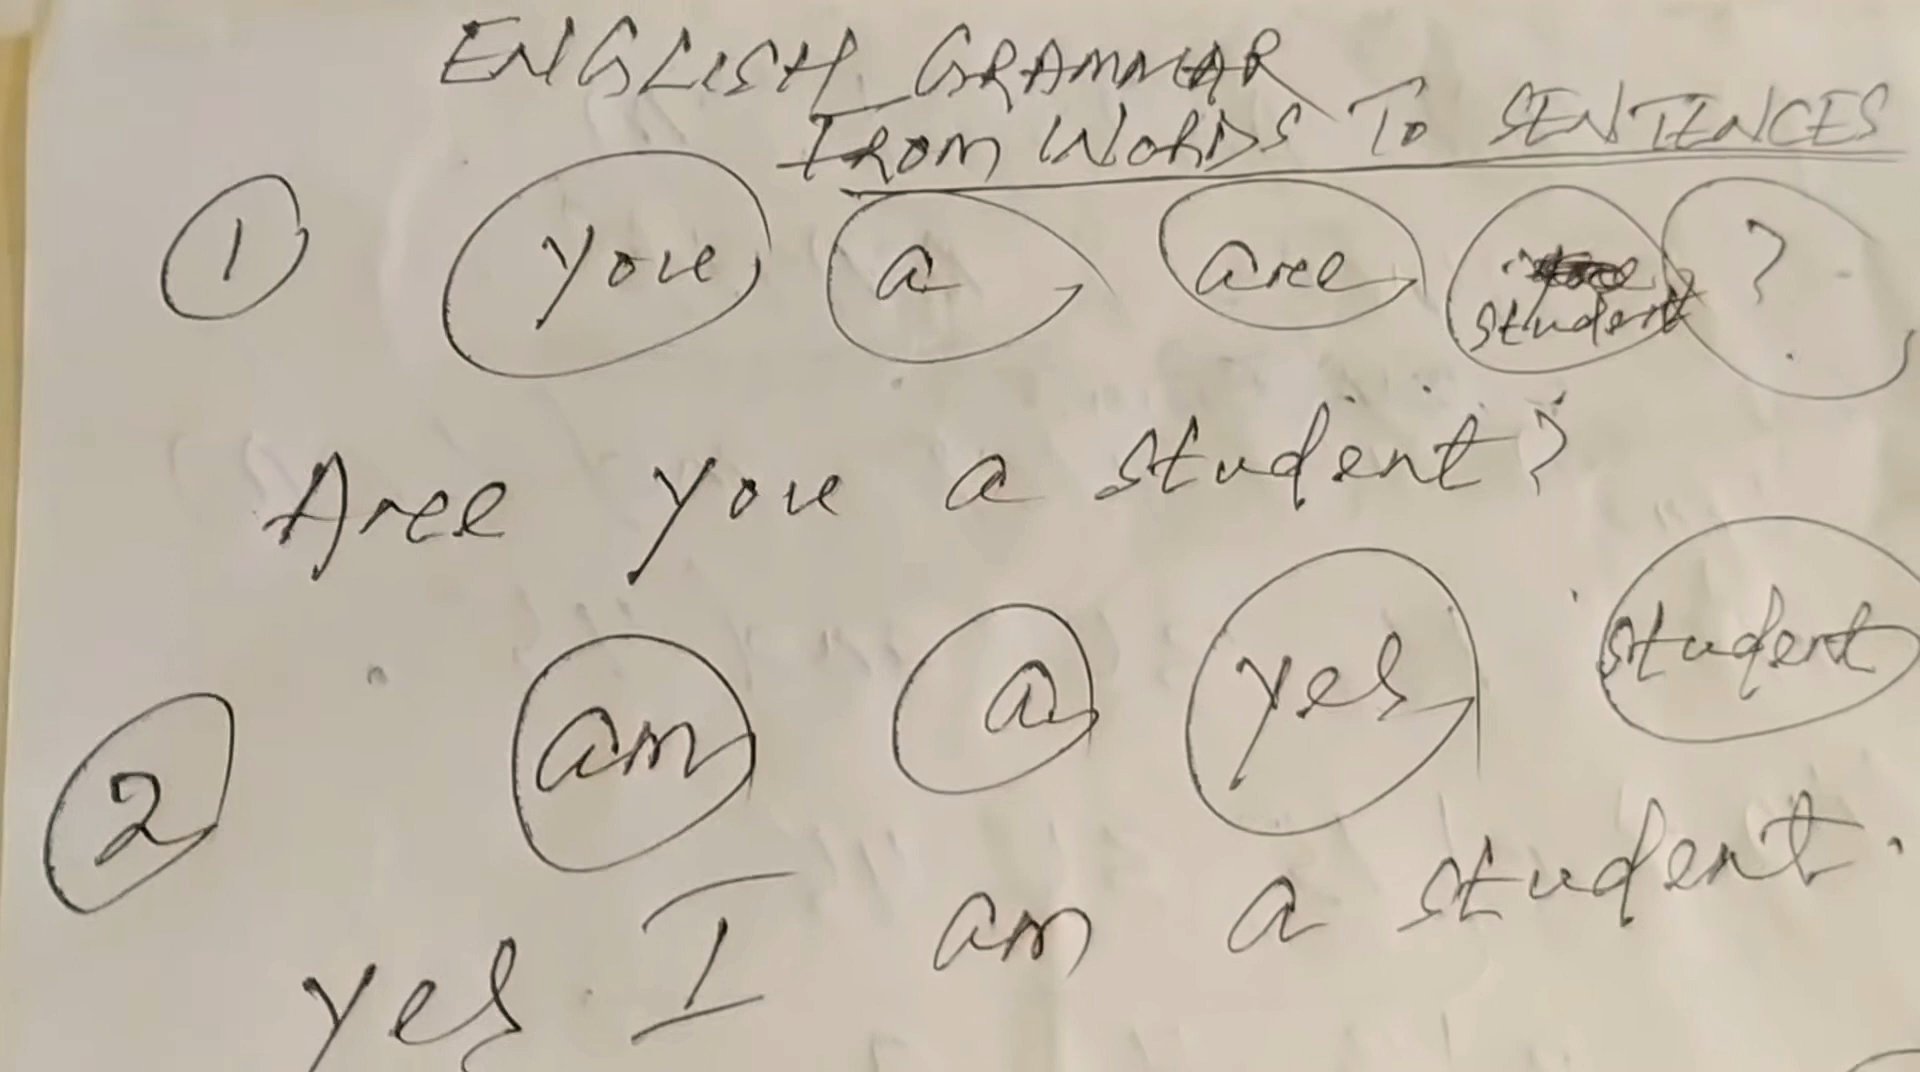 ENGLISH GRAMMAR
FROM WORDS TO SENTENCES
1 you a are student ?
Are you a student?
2 am a yes student
yes I am a student.